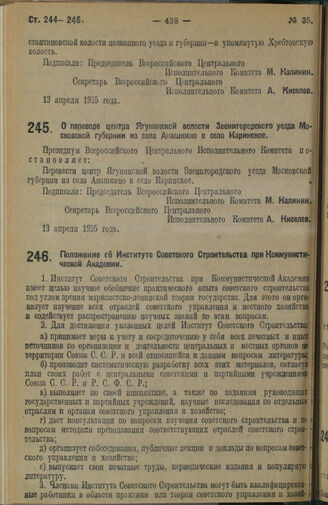 Ст. 244—246. — 438 — № 35.
стантиновской волости названного уезда и губернии—в упомянутую Хребтовскую
волость.
Подписали: Председатель Всероссийского Центрального
Исполнительного Комитета М. Калинин.
Секретарь Всероссийского Центрального
Исполнительного Комитета А. Киселев.
13 апреля 1925 года.
245. О переводе центра Ягунинской волости Звенигородского уезда Мо-
сковской губернии из села Анашкино в село Каринское.
Президиум Всероссийского Центрального Исполнительного Комитета по-
становляет:
Перевести центр Ягунинской волости Звенигородского уезда Московской
губернии из села Анашкино в село Каринское.
Подписали: Председатель Всероссийского Центрального
Исполнительного Комитета М. Калинин.
Секретарь Всероссийского Центрального
Исполнительного Комитета А. Киселев.
13 апреля 1925 года.
246. Положение об Институте Советского Строительства при Коммунисти-
ческой Академии.
1. Институт Советского Строительства при Коммунистической Академии
имеет целью научное обобщение практического опыта советского строительства
под углом зрения марксистско-ленинской теории государства. Для этого он орга-
низует изучение всех отраслей советского управления и местного хозяйства
и содействует распространению научных знаний по этим вопросам.
2. Для достижения указанных целей Институт Советского Строительства:
а) принимает меры к учету и сосредоточению у себя всех печатных и иных
источников по организации и деятельности центральных и местных органов на
территории Союза С. С. Р. и всей относящейся к данным вопросам литературы;
б) производит систематическую разработку всех этих материалов, согласуя
план своих работ с центральными советскими и партийными учреждениями
Союза С. С. Р. и Р. С. Ф. С. Р.;
в) выполняет по своей инициативе, а также по заданиям руководящих
государственных и партийных учреждений, научные исследования по отдельным
отраслям и органам советского управления и хозяйства;
г) дает консультации по вопросам изучения советского строительства и по
вопросам методики преподавания соответствующих отраслей советского строи-
тельства;
д) организует собеседования, публичные лекции и доклады по вопросам совет-
ского управления и хозяйства;
е) выпускает свои печатные труды, периодические издания и популярную
литературу.
3. Членами Института Советского Строительства могут быть квалифицирован-
ные работники в области практики или теории советского управления и хозяй-